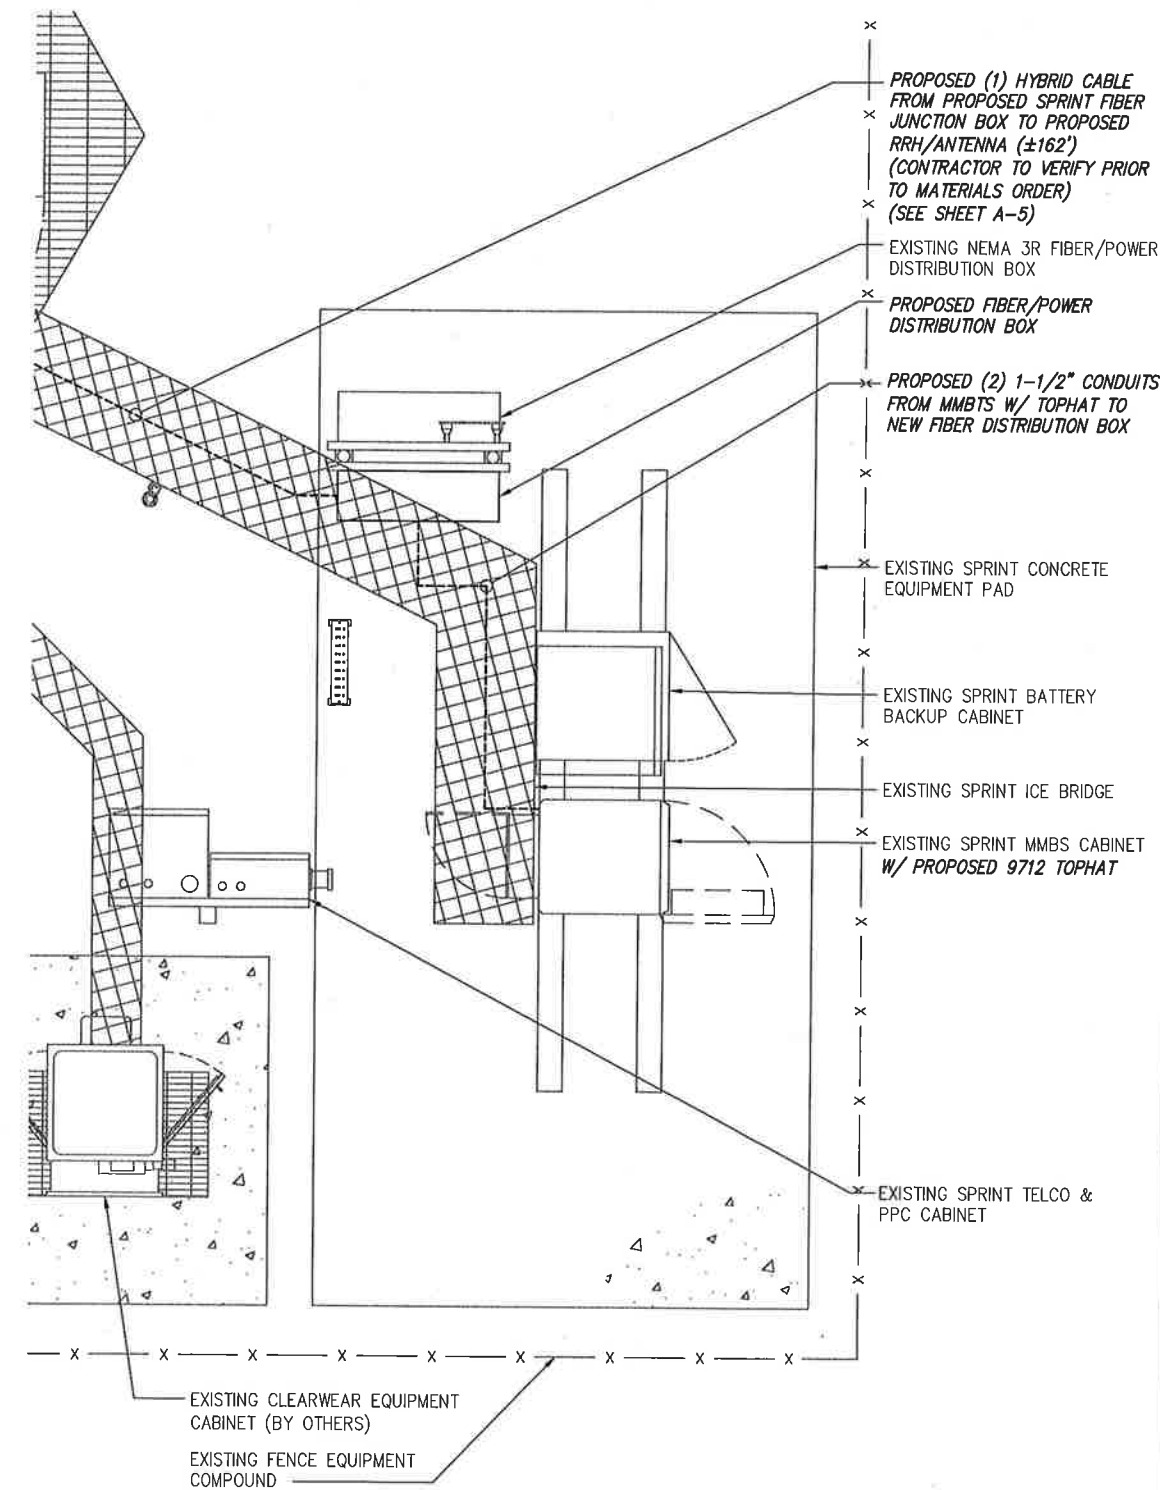 PROPOSED (1) HYBRID CABLE
FROM PROPOSED SPRINT FIBER
JUNCTION BOX TO PROPOSED
RRH/ANTENNA (±162')
(CONTRACTOR TO VERIFY PRIOR
TO MATERIALS ORDER)
(SEE SHEET A-5)
EXISTING NEMA 3R FIBER/POWER
DISTRIBUTION BOX
PROPOSED FIBER/POWER
DISTRIBUTION BOX
PROPOSED (2) 1-1/2" CONDUITS
FROM MMBTS W/ TOPHAT TO
NEW FIBER DISTRIBUTION BOX
EXISTING SPRINT CONCRETE
EQUIPMENT PAD
EXISTING SPRINT BATTERY
BACKUP CABINET
EXISTING SPRINT ICE BRIDGE
EXISTING SPRINT MMBS CABINET
W/ PROPOSED 9712 TOPHAT
EXISTING SPRINT TELCO &
PPC CABINET
EXISTING CLEARWEAR EQUIPMENT
CABINET (BY OTHERS)
EXISTING FENCE EQUIPMENT
COMPOUND